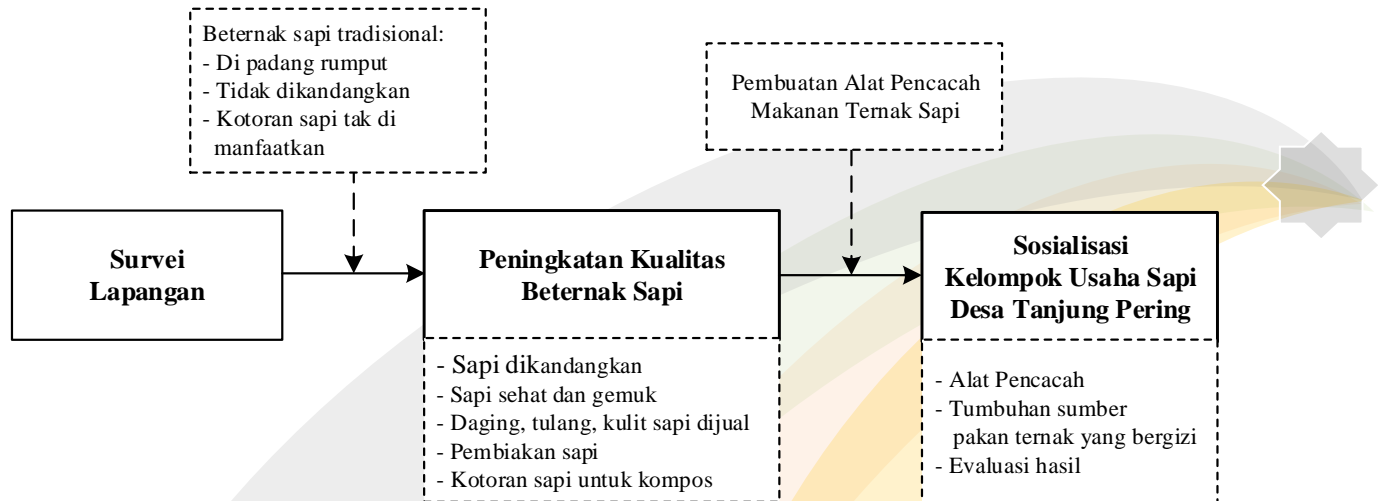 Beternak sapi tradisional:
- Di padang rumput
- Tidak dikandangkan
- Kotoran sapi tak di
manfaatkan
Pembuatan Alat Pencacah
Makanan Ternak Sapi
Survei
Lapangan
Peningkatan Kualitas
Beternak Sapi
- Sapi dikandangkan
- Sapi sehat dan gemuk
- Daging, tulang, kulit sapi dijual
- Pembiakan sapi
- Kotoran sapi untuk kompos
Sosialisasi
Kelompok Usaha Sapi
Desa Tanjung Pering
- Alat Pencacah
- Tumbuhan sumber
pakan ternak yang bergizi
- Evaluasi hasil